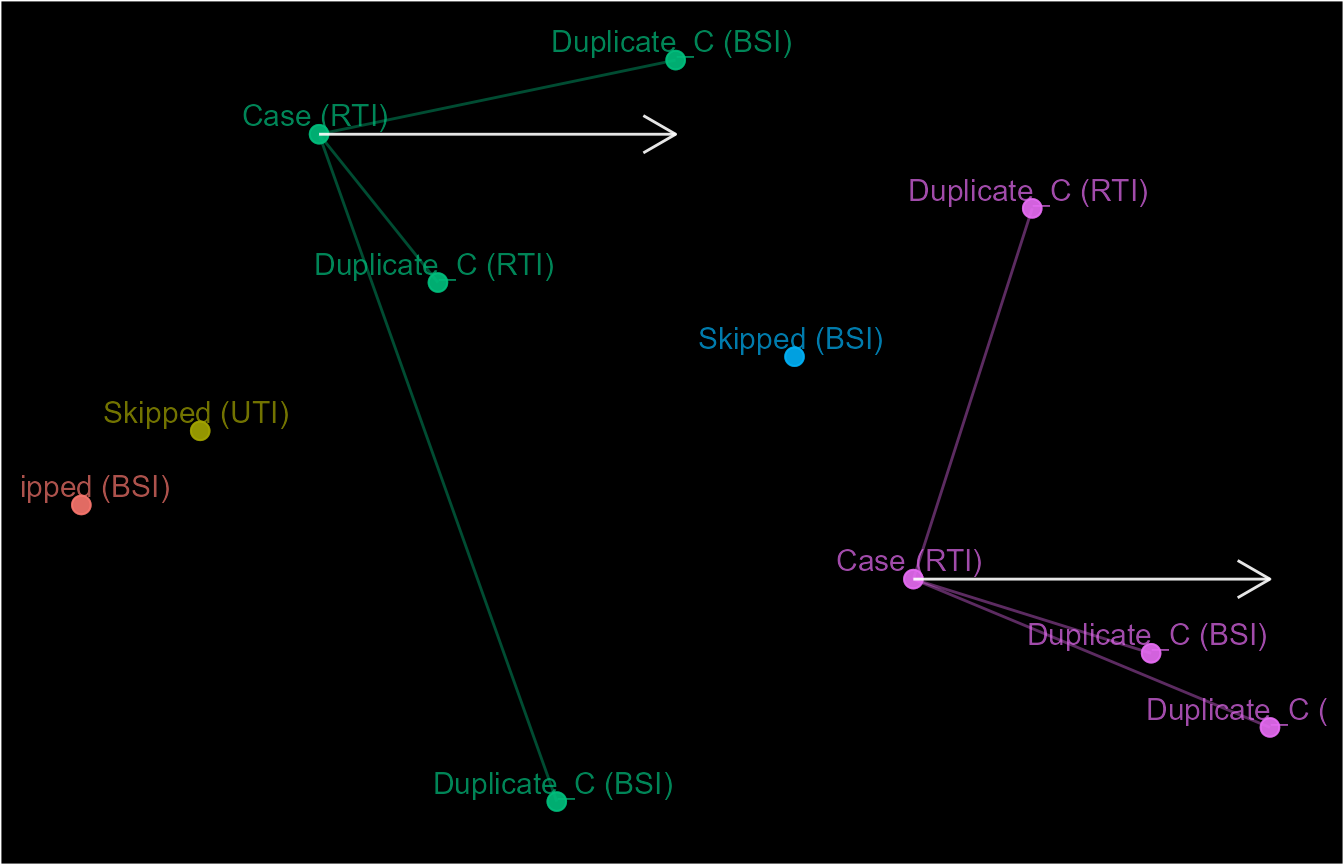 Duplicate_C (BSI)
Case (RTI)
Duplicate_C (RTI)
Duplicate_C (RTI)
Skipped (BSI)
Skipped (UTI)
ipped (BSI)
Case (RTI)
Duplicate_C (BSI)
Duplicate_C (
Duplicate_C (BSI)